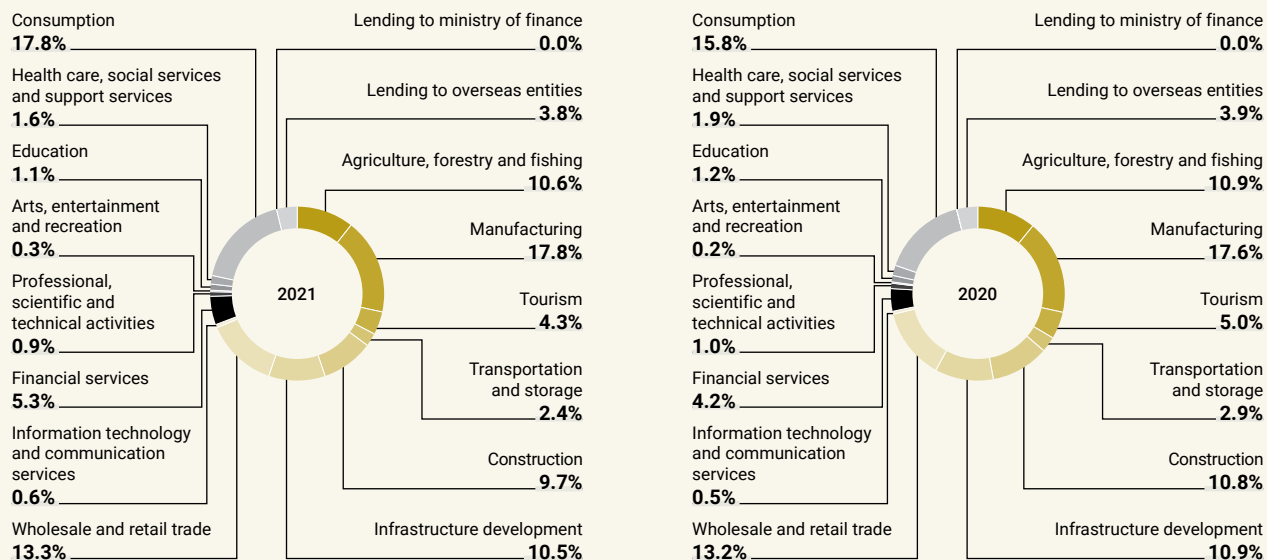 Consumption
17.8%
Health care, social services
and support services
1.6%
Education
1.1%
Arts, entertainment
and recreation
0.3%
Professional,
scientific and
technical activities
0.9%
Financial services
5.3%
Information technology
and communication
services
0.6%
Wholesale and retail trade
13.3%
2021
Lending to ministry of finance
0.0%
Lending to overseas entities
3.8%
Agriculture, forestry and fishing
10.6%
Manufacturing
17.8%
Tourism
4.3%
Transportation
and storage
2.4%
Construction
9.7%
Infrastructure development
10.5%
Consumption
15.8%
Health care, social services
and support services
1.9%
Education
1.2%
Arts, entertainment
and recreation
0.2%
Professional,
scientific and
technical activities
1.0%
Financial services
4.2%
Information technology
and communication
services
0.5%
Wholesale and retail trade
13.2%
2020
Lending to ministry of finance
0.0%
Lending to overseas entities
3.9%
Agriculture, forestry and fishing
10.9%
Manufacturing
17.6%
Tourism
5.0%
Transportation
and storage
2.9%
Construction
10.8%
Infrastructure development
10.9%